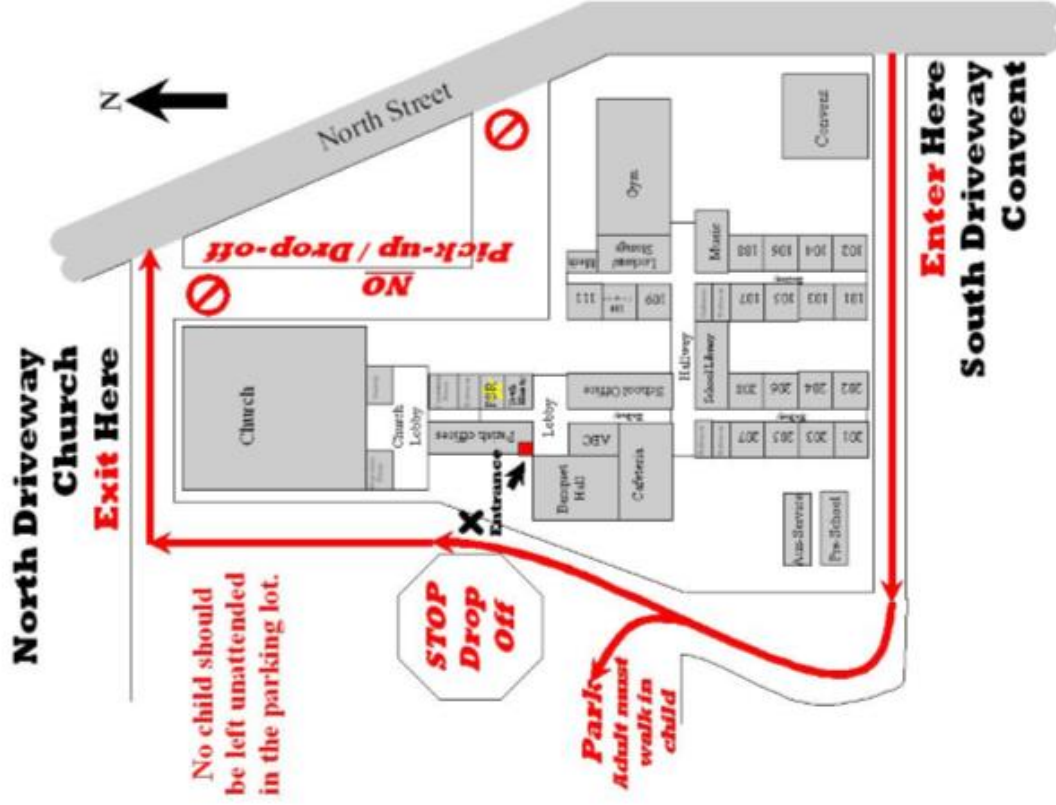 North Driveway
Church
Exit Here
N
North Street
NO
Pick-up / Drop-off
Enter Here
South Driveway
Convent
No child should
be left unattended
in the parking lot.
STOP
Drop
Off
Park
Adult must
walk in
child
Entrance
Church
Church
Lobby
Parish offices
PSR
Lobby
School Office
ABC
Banquet
Hall
Cafeteria
Hallway
School Library
Gym
Music
Convent
111
109
108
106
104
102
107
105
103
101
208
206
204
202
207
205
203
201
Pre-School